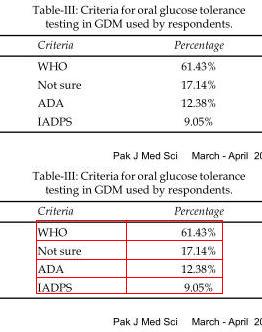 Table-III: Criteria for oral glucose tolerance
testing in GDM used by respondents.
Criteria Percentage
WHO 61.43%
Not sure 17.14%
ADA 12.38%
IADPS 9.05%
Pak J Med Sci March - April 20
Table-III: Criteria for oral glucose tolerance
testing in GDM used by respondents.
Criteria Percentage
WHO 61.43%
Not sure 17.14%
ADA 12.38%
IADPS 9.05%
Pak J Med Sci March - April 20